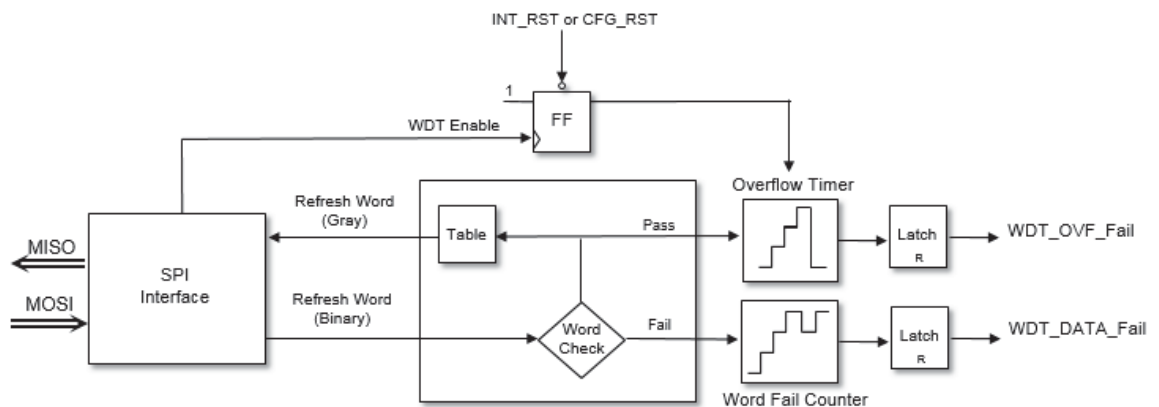 INT_RST or CFG_RST
1
FF
WDT Enable
Overflow Timer
Refresh Word
(Gray)
Table
Pass
Latch
R
WDT_OVF_Fail
MISO
SPI
Interface
MOSI
Refresh Word
(Binary)
Word
Check
Fail
Latch
R
WDT_DATA_Fail
Word Fail Counter